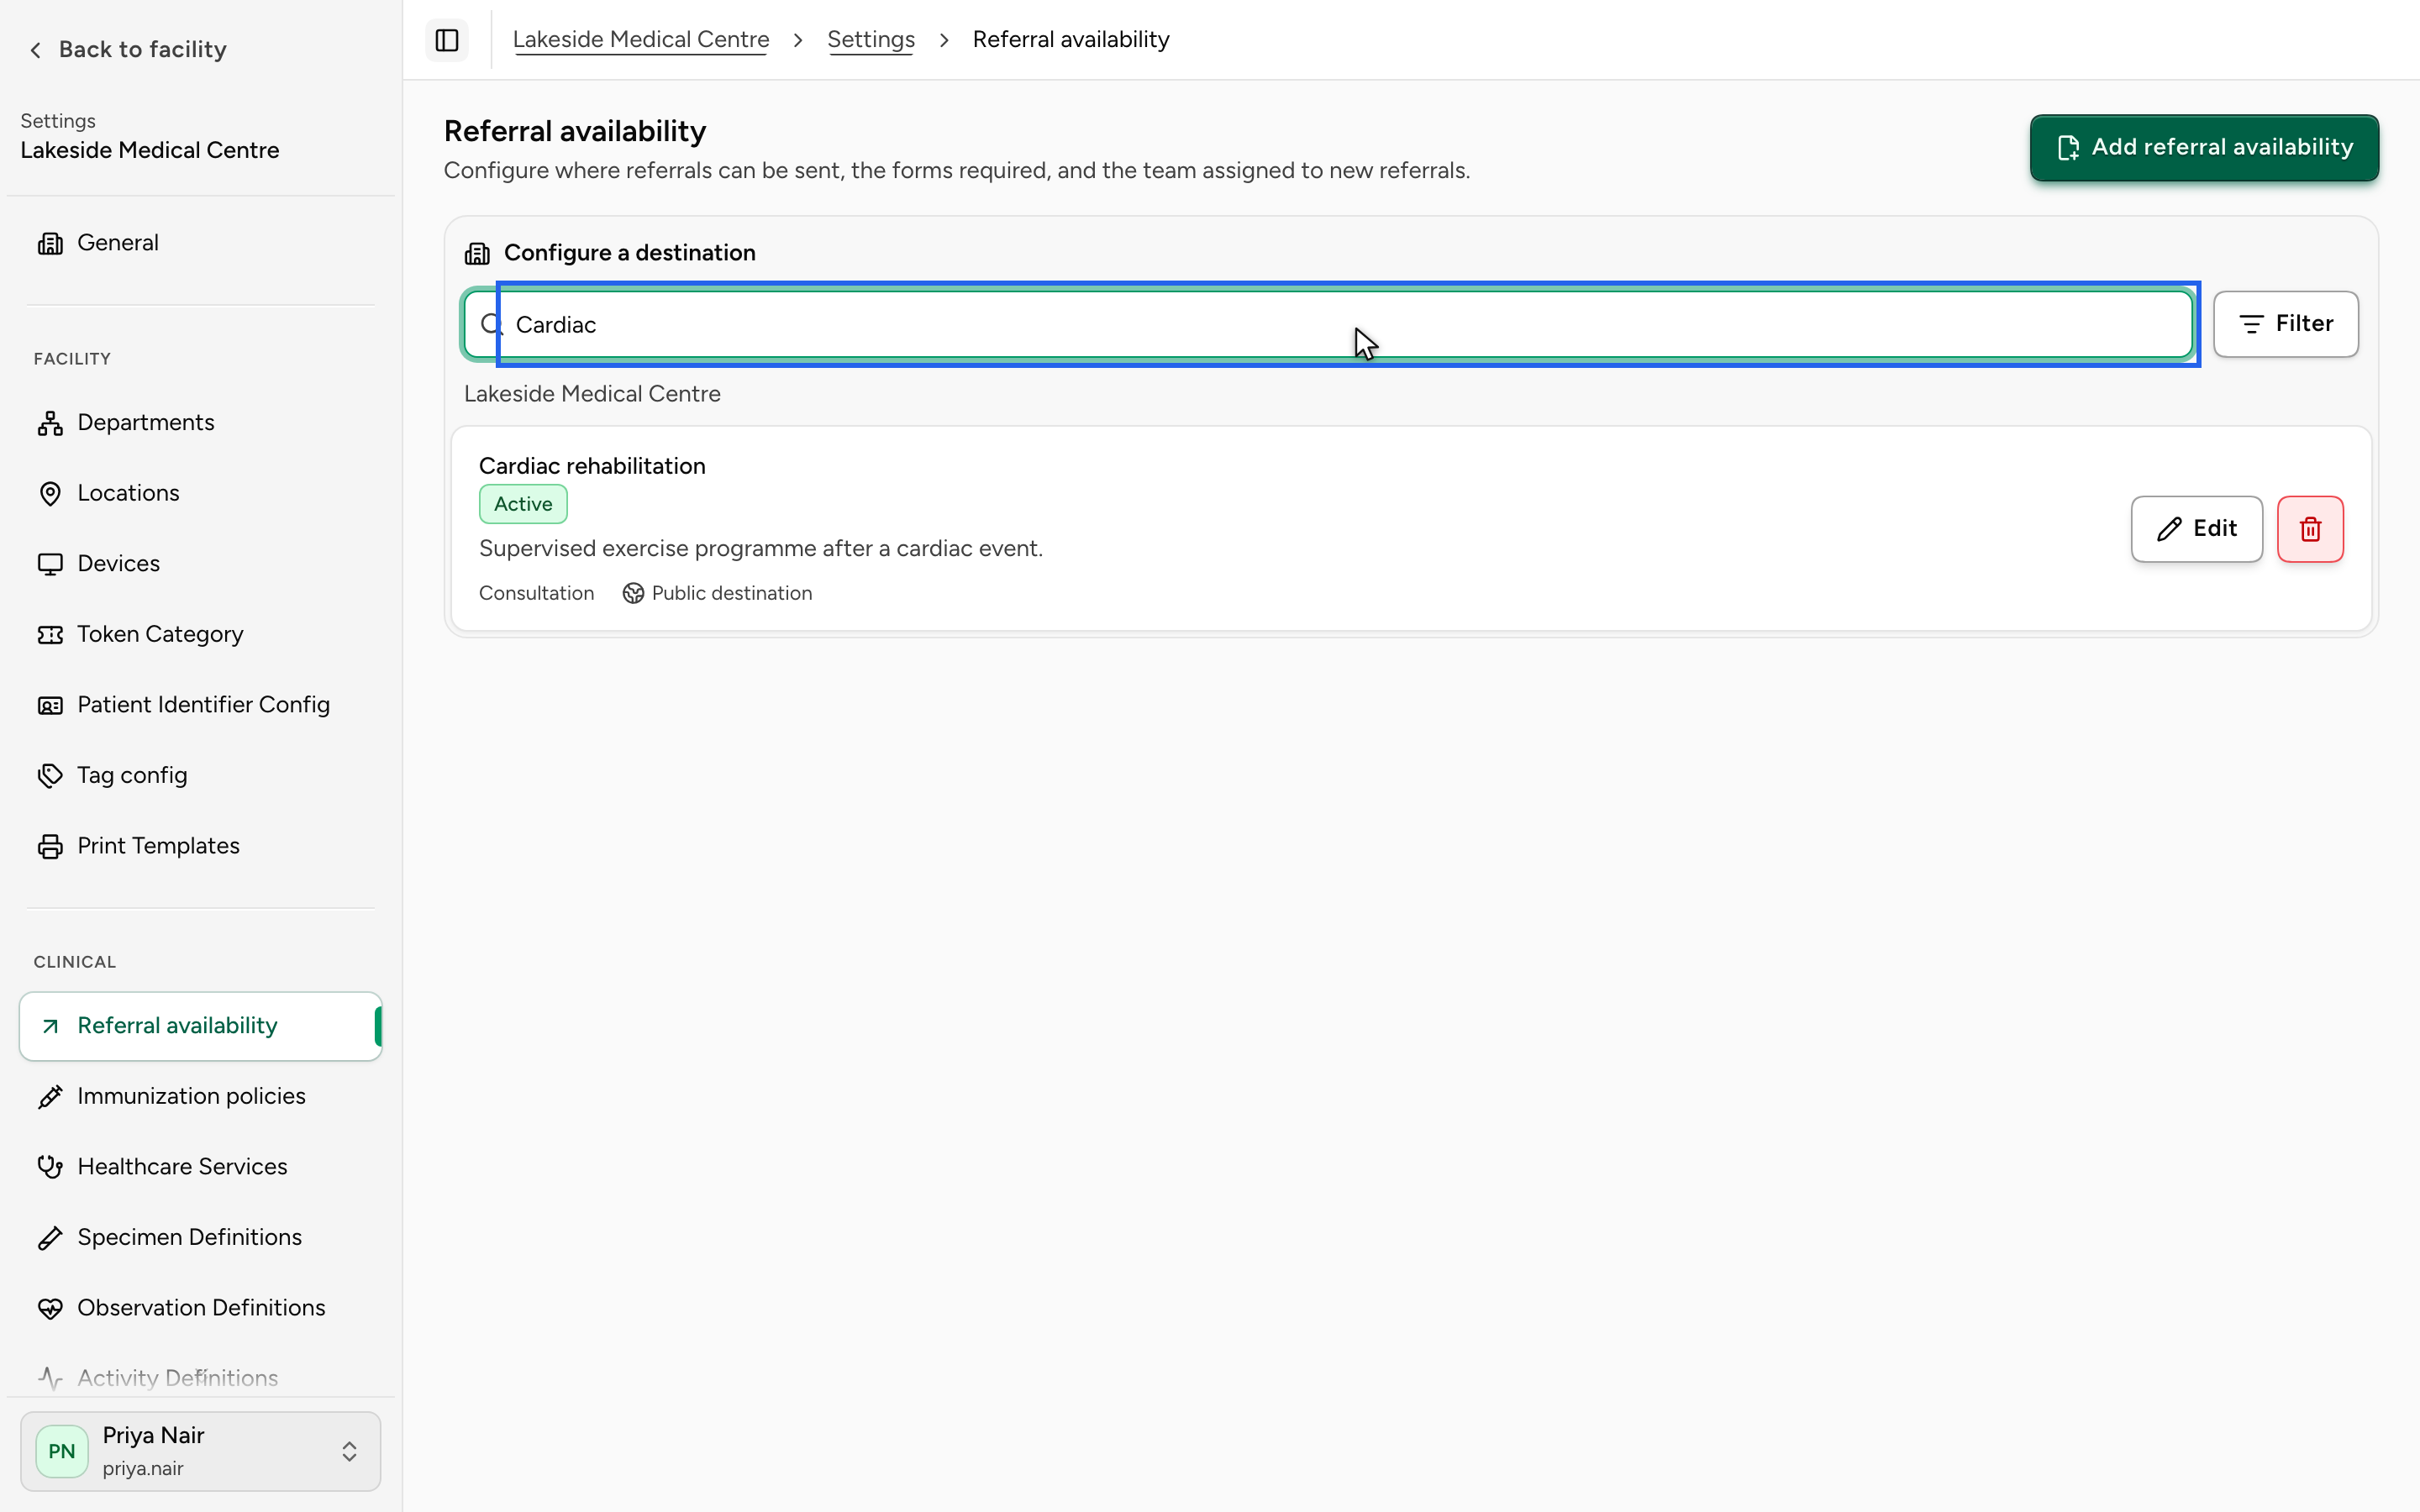 Back to facility
Settings
Lakeside Medical Centre
General
FACILITY
Departments
Locations
Devices
Token Category
Patient Identifier Config
Tag config
Print Templates
CLINICAL
Referral availability
Immunization policies
Healthcare Services
Specimen Definitions
Observation Definitions
Activity Definitions
PN
Priya Nair
priya.nair
Lakeside Medical Centre > Settings > Referral availability
Referral availability
Configure where referrals can be sent, the forms required, and the team assigned to new referrals.
Add referral availability
Configure a destination
Cardiac
Filter
Lakeside Medical Centre
Cardiac rehabilitation
Active
Supervised exercise programme after a cardiac event.
Consultation Public destination
Edit